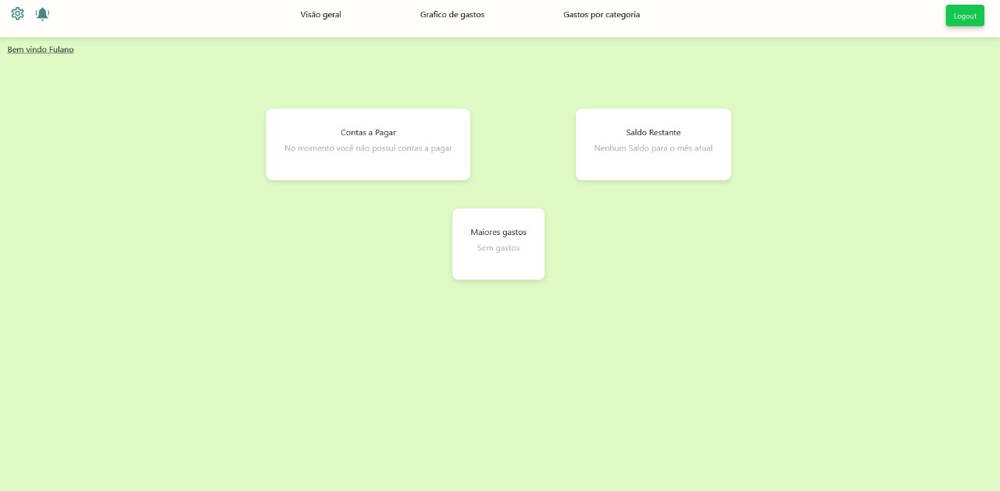 Visão geral
Grafico de gastos
Gastos por categoria
Logout
Bem vindo Fulano
Contas a Pagar
No momento você não possui contas a pagar
Saldo Restante
Nenhum Saldo para o mês atual
Maiores gastos
Sem gastos